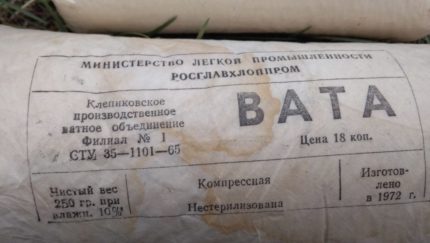 МИНИСТЕРСТВО ЛЕГКОЙ ПРОМЫШЛЕННОСТИ
РОСГЛАВХЛОППРОМ
Клепиковское
производственное
ватное объединение
Филиал № 1
СТУ 35—1101—65
ВАТА
Цена 18 коп.
Чистый вес
250 гр. при
влажн. 10%
Компрессная
Нестерилизована
Изготов-
лено
в 1972 г.